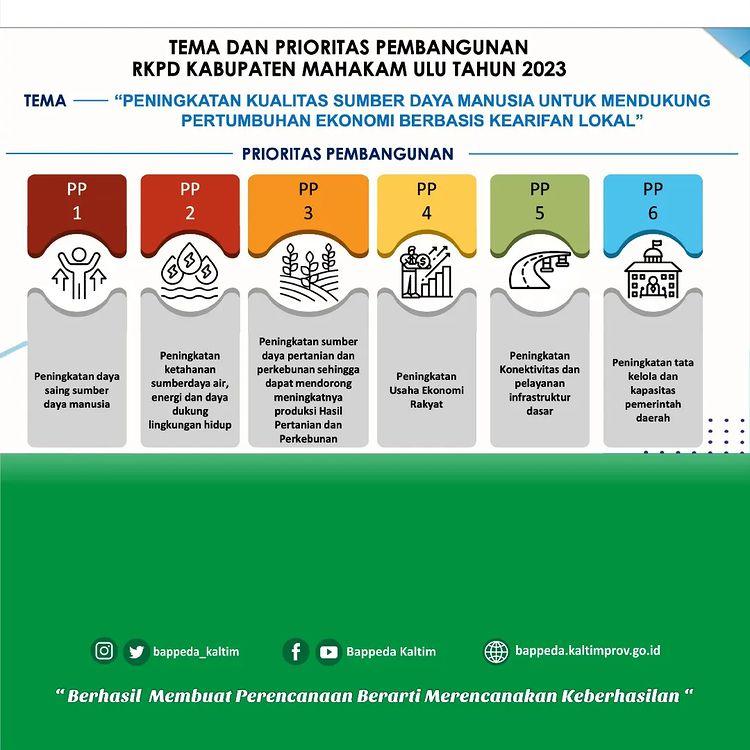 TEMA DAN PRIORITAS PEMBANGUNAN
RKPD KABUPATEN MAHAKAM ULU TAHUN 2023
TEMA
“PENINGKATAN KUALITAS SUMBER DAYA MANUSIA UNTUK MENDUKUNG
PERTUMBUHAN EKONOMI BERBASIS KEARIFAN LOKAL”
PRIORITAS PEMBANGUNAN
PP
1
Peningkatan daya
saing sumber
daya manusia
PP
2
Peningkatan
ketahanan
sumberdaya air,
energi dan daya
dukung
lingkungan hidup
PP
3
Peningkatan sumber
daya pertanian dan
perkebunan sehingga
dapat mendorong
meningkatnya
produksi Hasil
Pertanian dan
Perkebunan
PP
4
Peningkatan
Usaha Ekonomi
Rakyat
PP
5
Peningkatan
Konektivitas dan
pelayanan
infrastruktur
dasar
PP
6
Peningkatan tata
kelola dan
kapasitas
pemerintah
daerah
bappeda_kaltim
Bappeda Kaltim
bappeda.kaltimprov.go.id
“ Berhasil Membuat Perencanaan Berarti Merencanakan Keberhasilan “